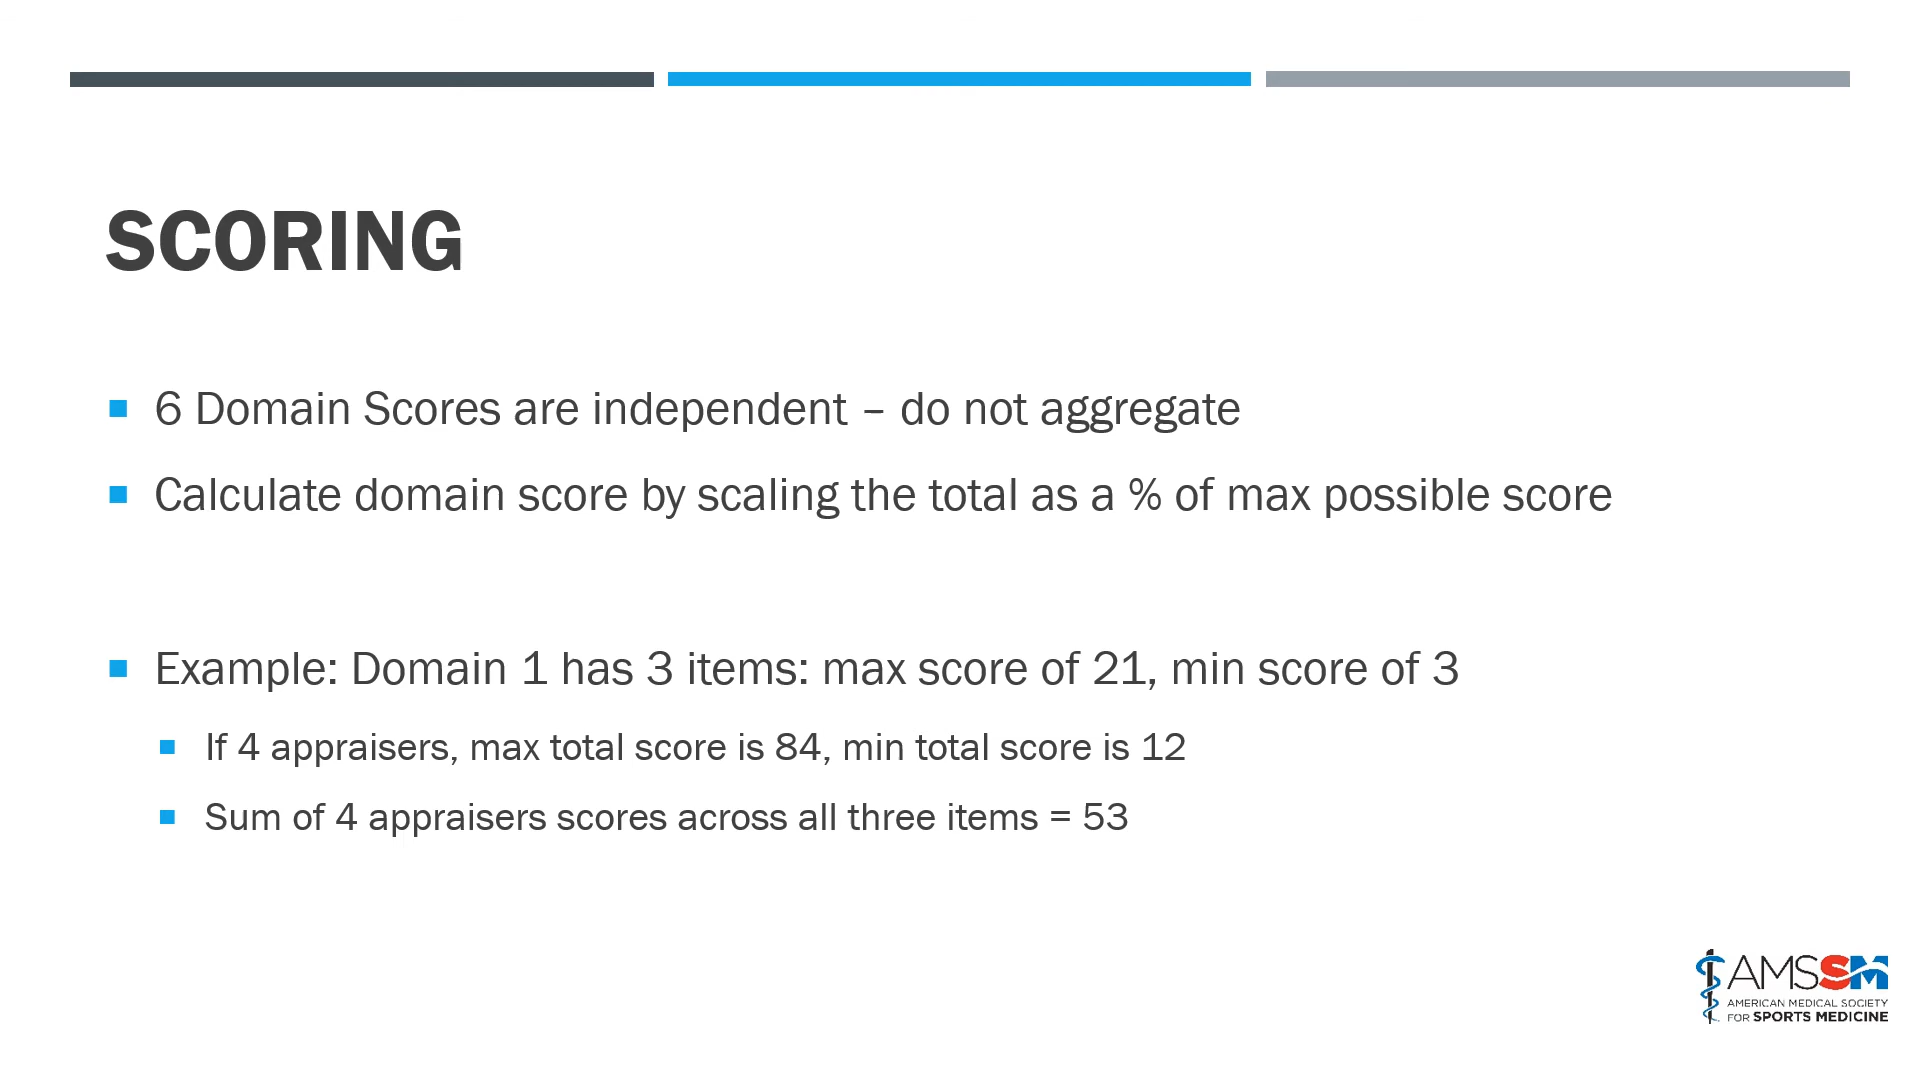 SCORING
6 Domain Scores are independent – do not aggregate
Calculate domain score by scaling the total as a % of max possible score
Example: Domain 1 has 3 items: max score of 21, min score of 3
If 4 appraisers, max total score is 84, min total score is 12
Sum of 4 appraisers scores across all three items = 53
AMSSM
AMERICAN MEDICAL SOCIETY
FOR SPORTS MEDICINE